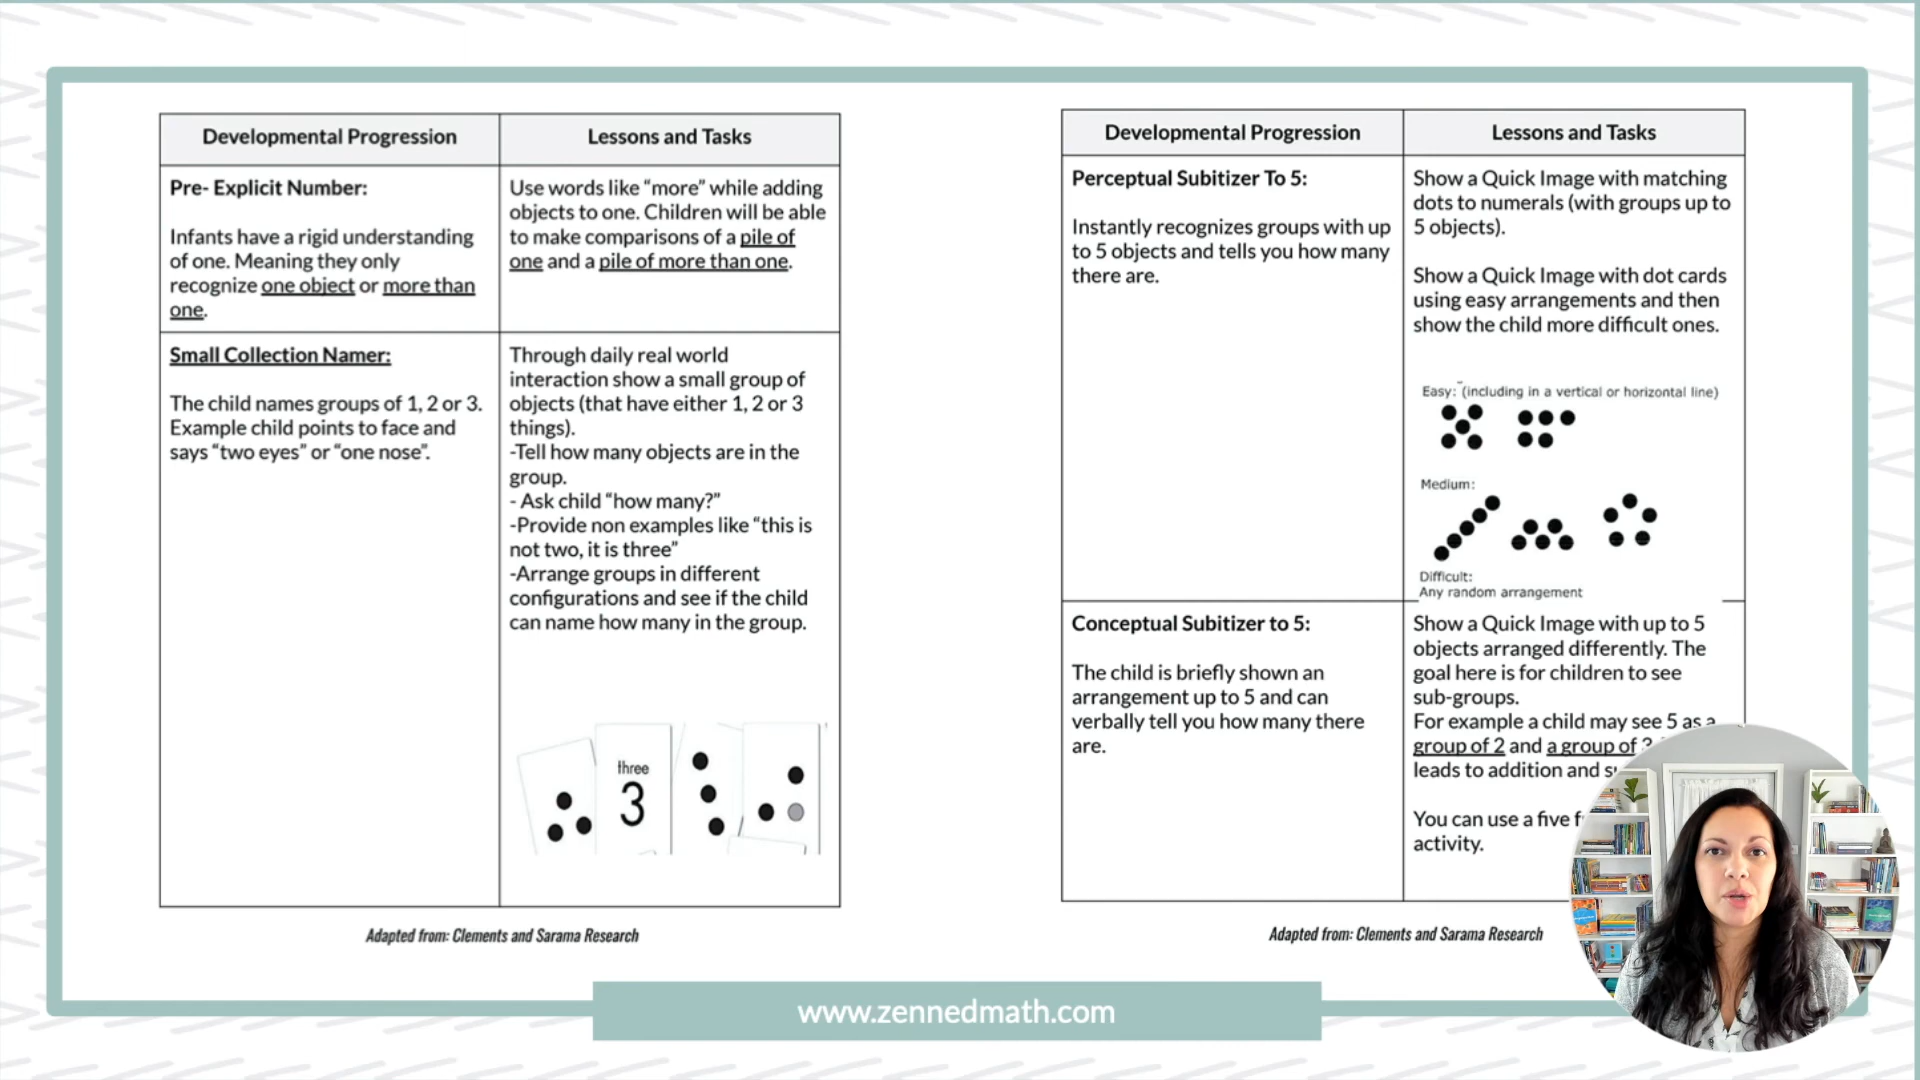 Developmental Progression
Lessons and Tasks
Pre- Explicit Number:
Infants have a rigid understanding
of one. Meaning they only
recognize one object or more than
one.
Use words like “more” while adding
objects to one. Children will be able
to make comparisons of a pile of
one and a pile of more than one.
Small Collection Namer:
The child names groups of 1, 2 or 3.
Example child points to face and
says “two eyes” or “one nose”.
Through daily real world
interaction show a small group of
objects (that have either 1, 2 or 3
things).
-Tell how many objects are in the
group.
- Ask child “how many?”
-Provide non examples like “this is
not two, it is three”
-Arrange groups in different
configurations and see if the child
can name how many in the group.
three
3
Adapted from: Clements and Sarama Research
Developmental Progression
Lessons and Tasks
Perceptual Subitizer To 5:
Instantly recognizes groups with up
to 5 objects and tells you how many
there are.
Show a Quick Image with matching
dots to numerals (with groups up to
5 objects).
Show a Quick Image with dot cards
using easy arrangements and then
show the child more difficult ones.
Easy: (including in a vertical or horizontal line)
Medium:
Difficult:
Any random arrangement
Conceptual Subitizer to 5:
The child is briefly shown an
arrangement up to 5 and can
verbally tell you how many there
are.
Show a Quick Image with up to 5
objects arranged differently. The
goal here is for children to see
sub-groups.
For example a child may see 5 as a
group of 2 and a group of 3
leads to addition and
You can use a five
activity.
Adapted from: Clements and Sarama Research
www.zennedmath.com